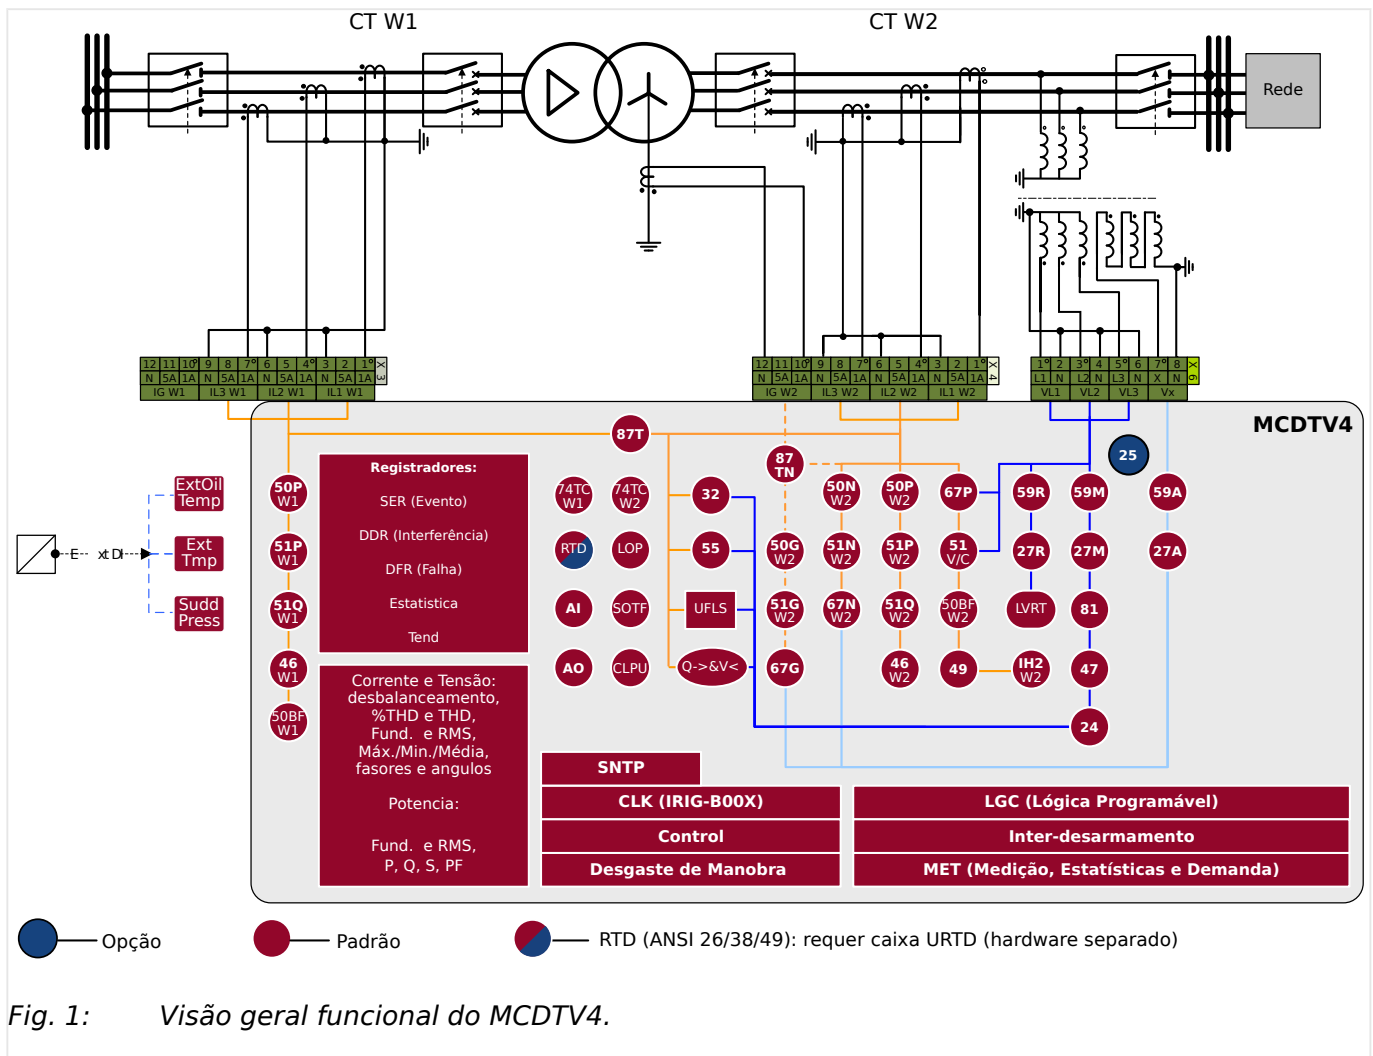 CT W1
CT W2
Rede
12 11 10° 9 8 7° 6 5 4° 3 2 1°
N 5A 1A N 5A 1A N 5A 1A N 5A 1A
IG W1 IL3 W1 IL2 W1 IL1 W1
X 3
12 11 10° 9 8 7° 6 5 4° 3 2 1°
N 5A 1A N 5A 1A N 5A 1A N 5A 1A
IG W2 IL3 W2 IL2 W2 IL1 W2
X 4
1° 2 3° 4 5° 6 7° 8
L1 N L2 N L3 N X N
VL1 VL2 VL3 Vx
X 6
MCDTV4
87T
87
TN
25
ExtOil
Temp
Ext
Tmp
Sudd
Press
E xt DI
50P
W1
51P
W1
51Q
W1
46
W1
50BF
W1
Registradores:
SER (Evento)
DDR (Interferência)
DFR (Falha)
Estatistica
Tend
Corrente e Tensão:
desbalanceamento,
%THD e THD,
Fund. e RMS,
Máx./Min./Média,
fasores e angulos
Potencia:
Fund. e RMS,
P, Q, S, PF
74TC
W1
74TC
W2
RTD
LOP
AI
SOTF
AO
CLPU
32
55
UFLS
Q->&V<
50G
W2
51G
W2
67G
50N
W2
51N
W2
67N
W2
50P
W2
51P
W2
51Q
W2
46
W2
67P
51
V/C
50BF
W2
49
IH2
W2
59R
27R
LVRT
59M
27M
81
47
24
59A
27A
SNTP
CLK (IRIG-B00X)
Control
Desgaste de Manobra
LGC (Lógica Programável)
Inter-desarmamento
MET (Medição, Estatísticas e Demanda)
Opção
Padrão
RTD (ANSI 26/38/49): requer caixa URTD (hardware separado)
Fig. 1: Visão geral funcional do MCDTV4.